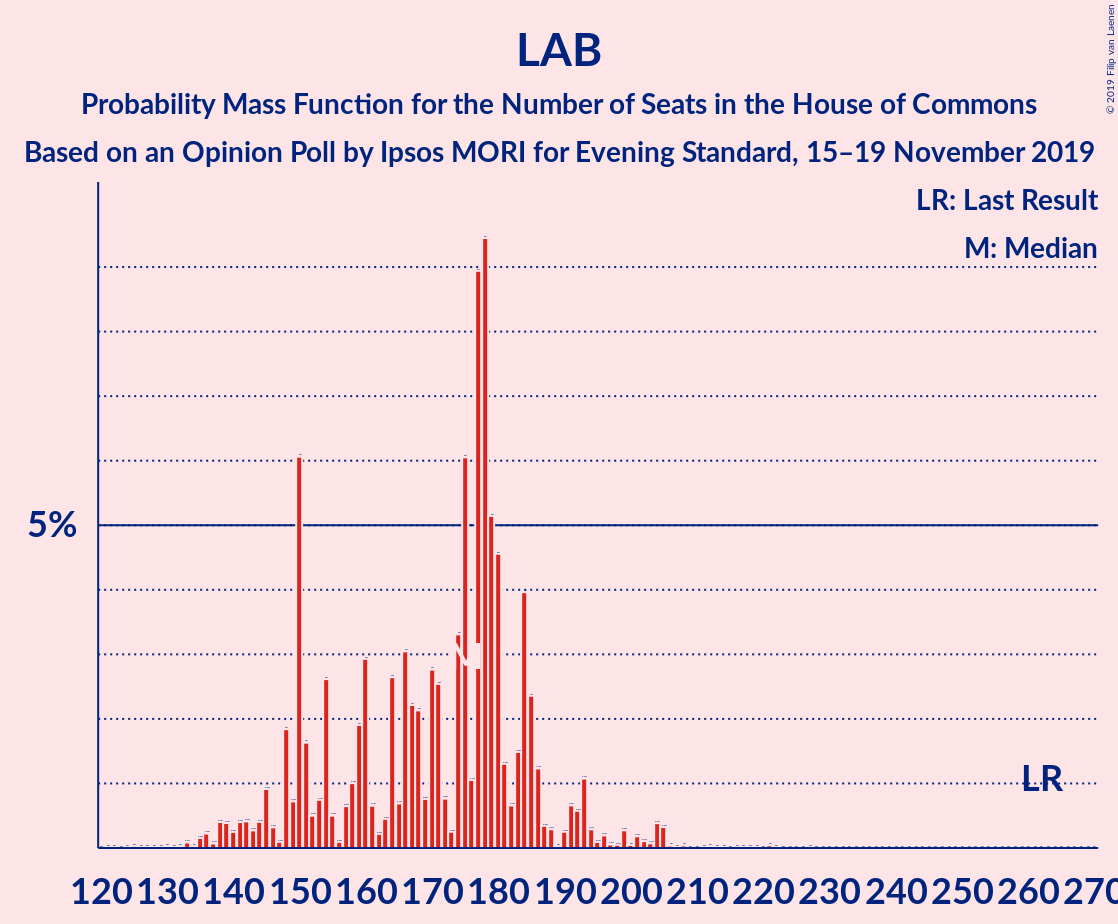 © 2019 Filip van Laenen
LAB
Probability Mass Function for the Number of Seats in the House of Commons
Based on an Opinion Poll by Ipsos MORI for Evening Standard, 15–19 November 2019
LR: Last Result
M: Median
5%
M
LR
120 130 140 150 160 170 180 190 200 210 220 230 240 250 260 270